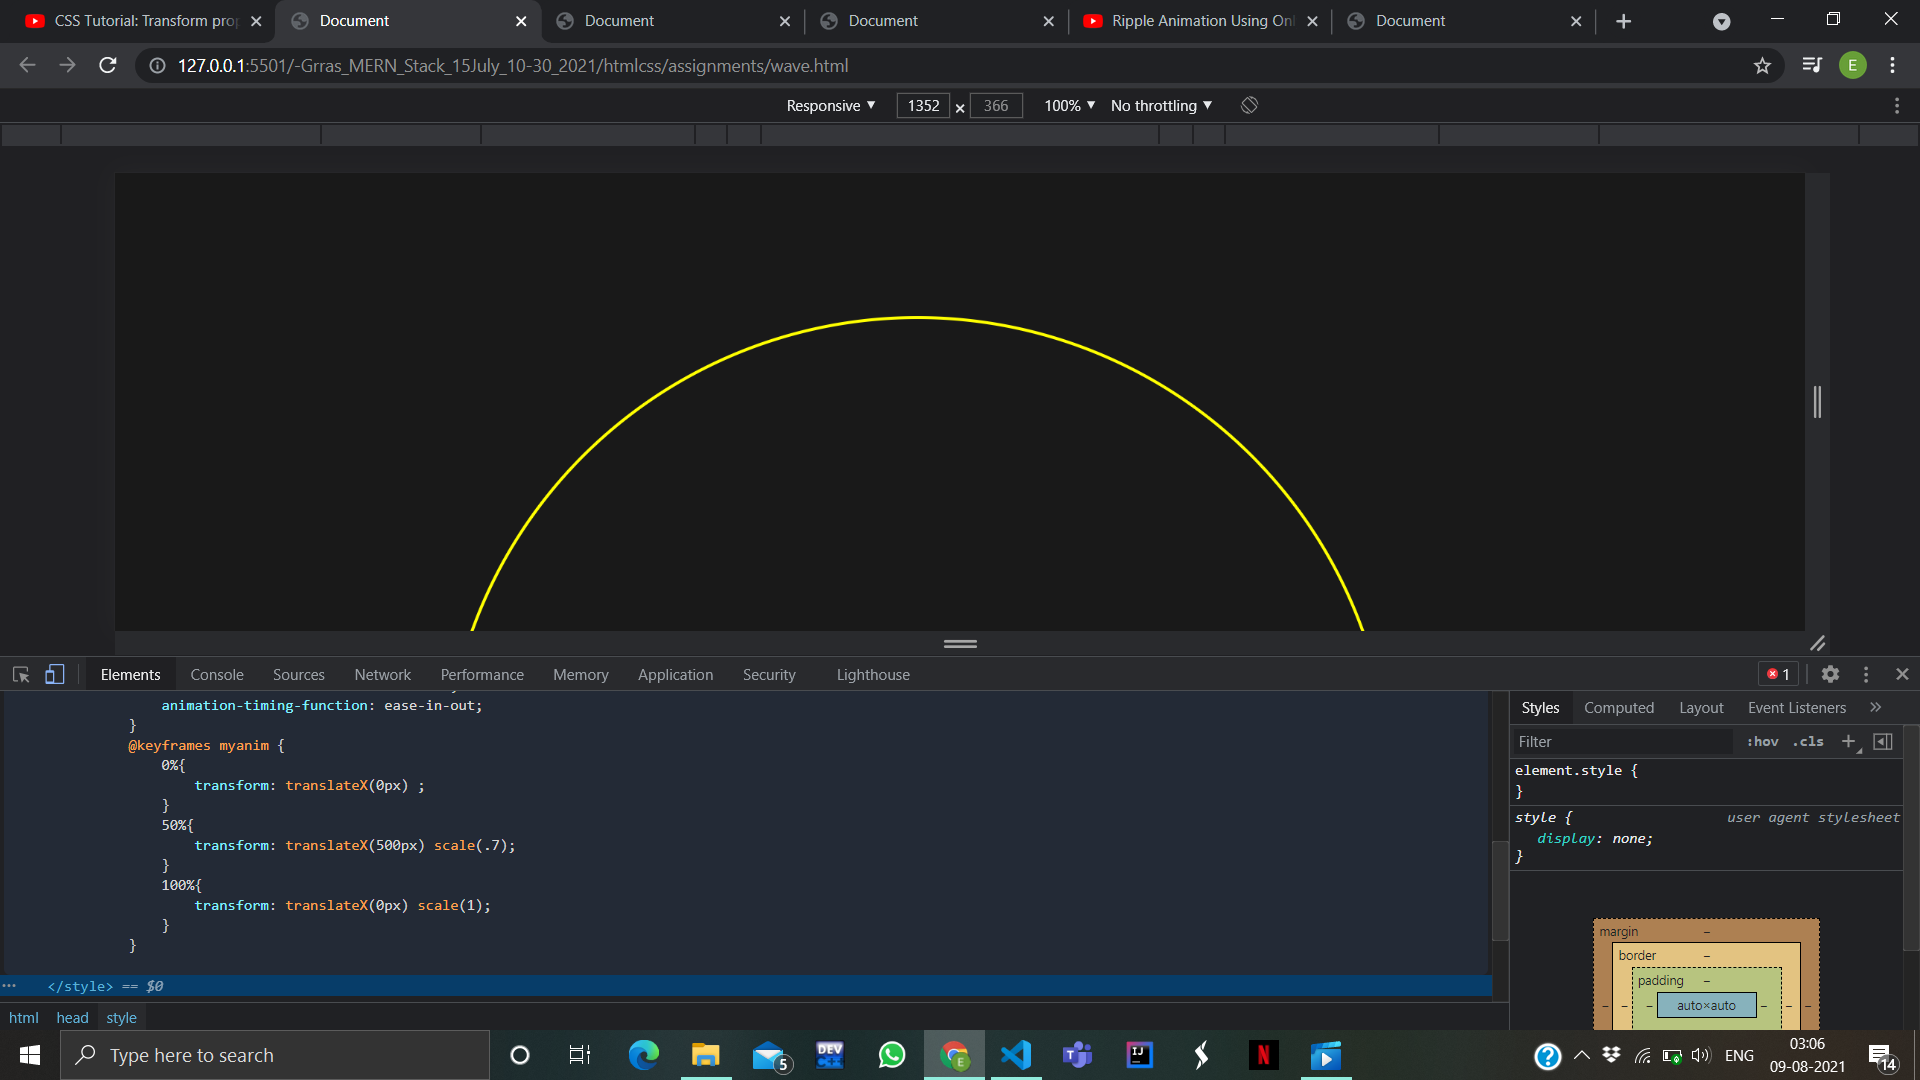 CSS Tutorial: Transform prop
Document
Document
Document
Ripple Animation Using Onl
Document
127.0.0.1:5501/-Grras_MERN_Stack_15July_10-30_2021/htmlcss/assignments/wave.html
E
Responsive ▼ 1352 × 366 100% ▼ No throttling ▼
Elements Console Sources Network Performance Memory Application Security Lighthouse
1
animation-timing-function: ease-in-out;
}
@keyframes myanim {
0%{
transform: translateX(0px) ;
}
50%{
transform: translateX(500px) scale(.7);
}
100%{
transform: translateX(0px) scale(1);
}
}
</style> == $0
html head style
Styles Computed Layout Event Listeners »
Filter :hov .cls +
element.style {
}
style { user agent stylesheet
display: none;
}
margin –
border –
padding –
– – – auto×auto – – –
Type here to search
5
DEV C++
E
T
IJ
N
ENG
03:06
09-08-2021
14